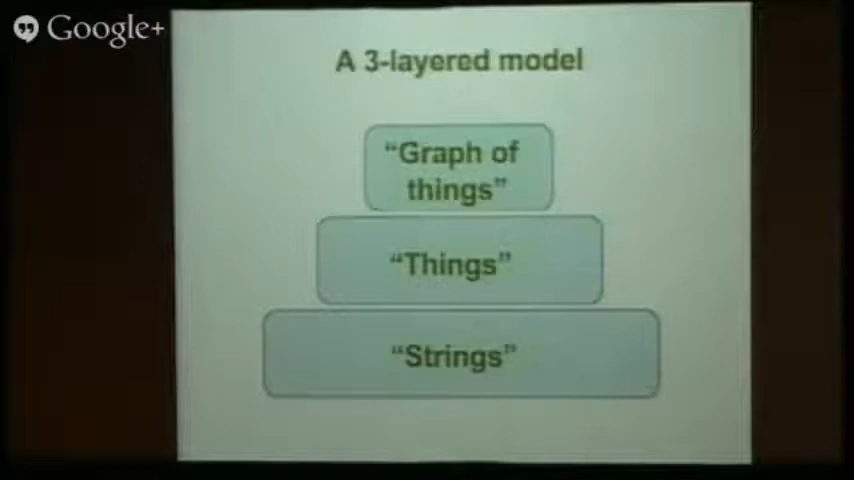 Google+
A 3-layered model
“Graph of
things”
“Things”
“Strings”